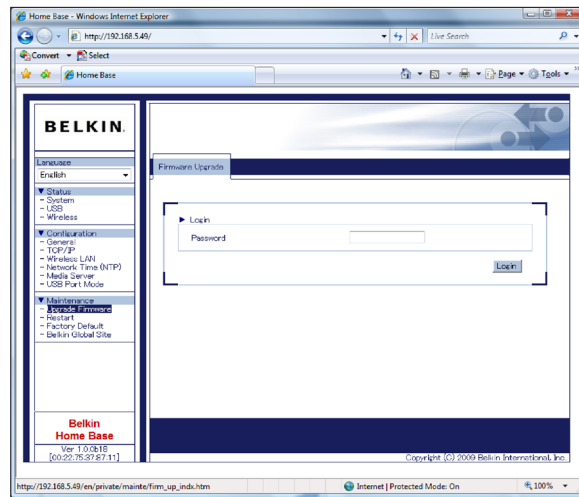 Home Base - Windows Internet Explorer
http://192.168.5.49/
Live Search
Convert
Select
Home Base
Page
Tools
BELKIN.
Firmware Upgrade
Language
English
Status
- System
- USB
- Wireless
Configuration
- General
- TCP/IP
- Wireless LAN
- Network Time (NTP)
- Media Server
- USB Port Mode
Maintenance
- Upgrade Firmware
- Restart
- Factory Default
- Belkin Global Site
Login
Password
Login
Belkin
Home Base
Ver 1.0.0b18
[00:22:75:37:87:11]
Copyright (C) 2009 Belkin International, Inc.
http://192.168.5.49/en/private/mainte/firm_up_indx.htm
Internet | Protected Mode: On
100%